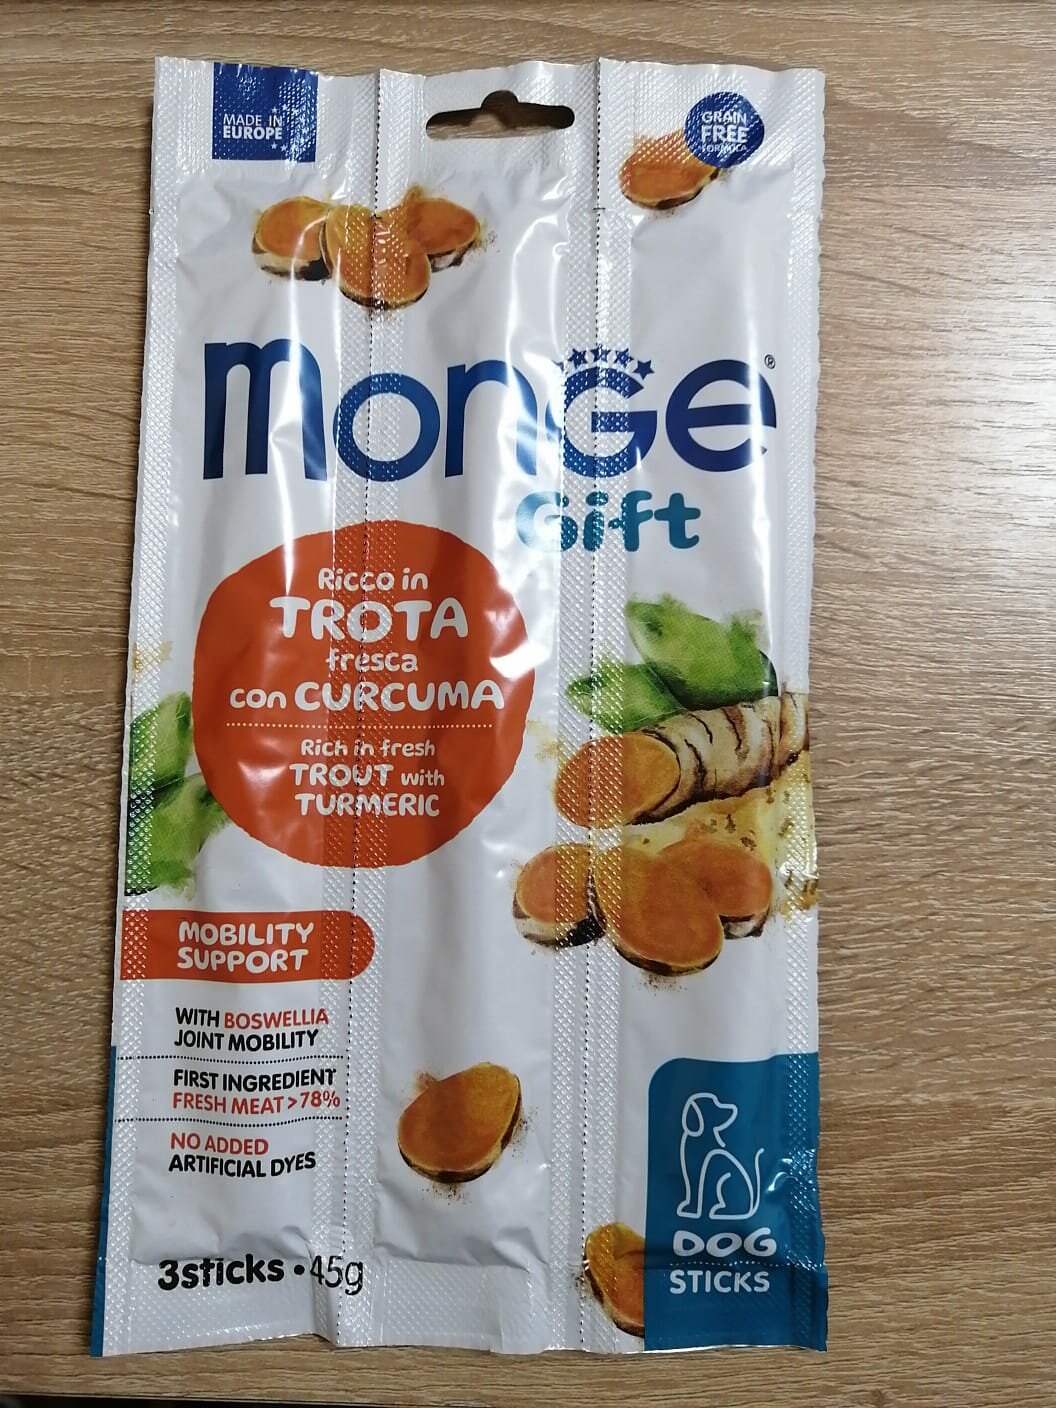 MADE IN
EUROPE
GRAIN
FREE
FORMULA
monge®
Gift
Ricco in
TROTA
fresca
con CURCUMA
Rich in fresh
TROUT with
TURMERIC
MOBILITY
SUPPORT
WITH BOSWELLIA
JOINT MOBILITY
FIRST INGREDIENT
FRESH MEAT >78%
NO ADDED
ARTIFICIAL DYES
3sticks • 45g
DOG
STICKS